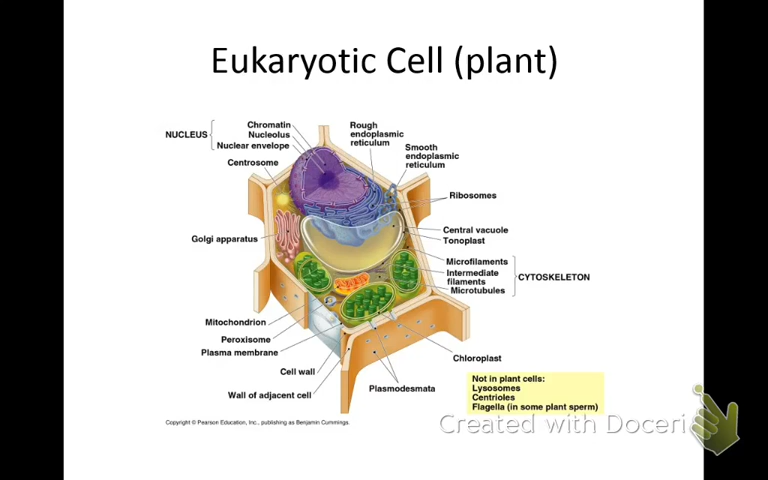 Eukaryotic Cell (plant)
NUCLEUS
Chromatin
Nucleolus
Nuclear envelope
Centrosome
Rough
endoplasmic
reticulum
Smooth
endoplasmic
reticulum
Ribosomes
Golgi apparatus
Central vacuole
Tonoplast
Microfilaments
Intermediate
filaments
Microtubules
CYTOSKELETON
Mitochondrion
Peroxisome
Plasma membrane
Cell wall
Wall of adjacent cell
Chloroplast
Plasmodesmata
Not in plant cells:
Lysosomes
Centrioles
Flagella (in some plant sperm)
Copyright © Pearson Education, Inc., publishing as Benjamin Cummings.
Created with Doceri